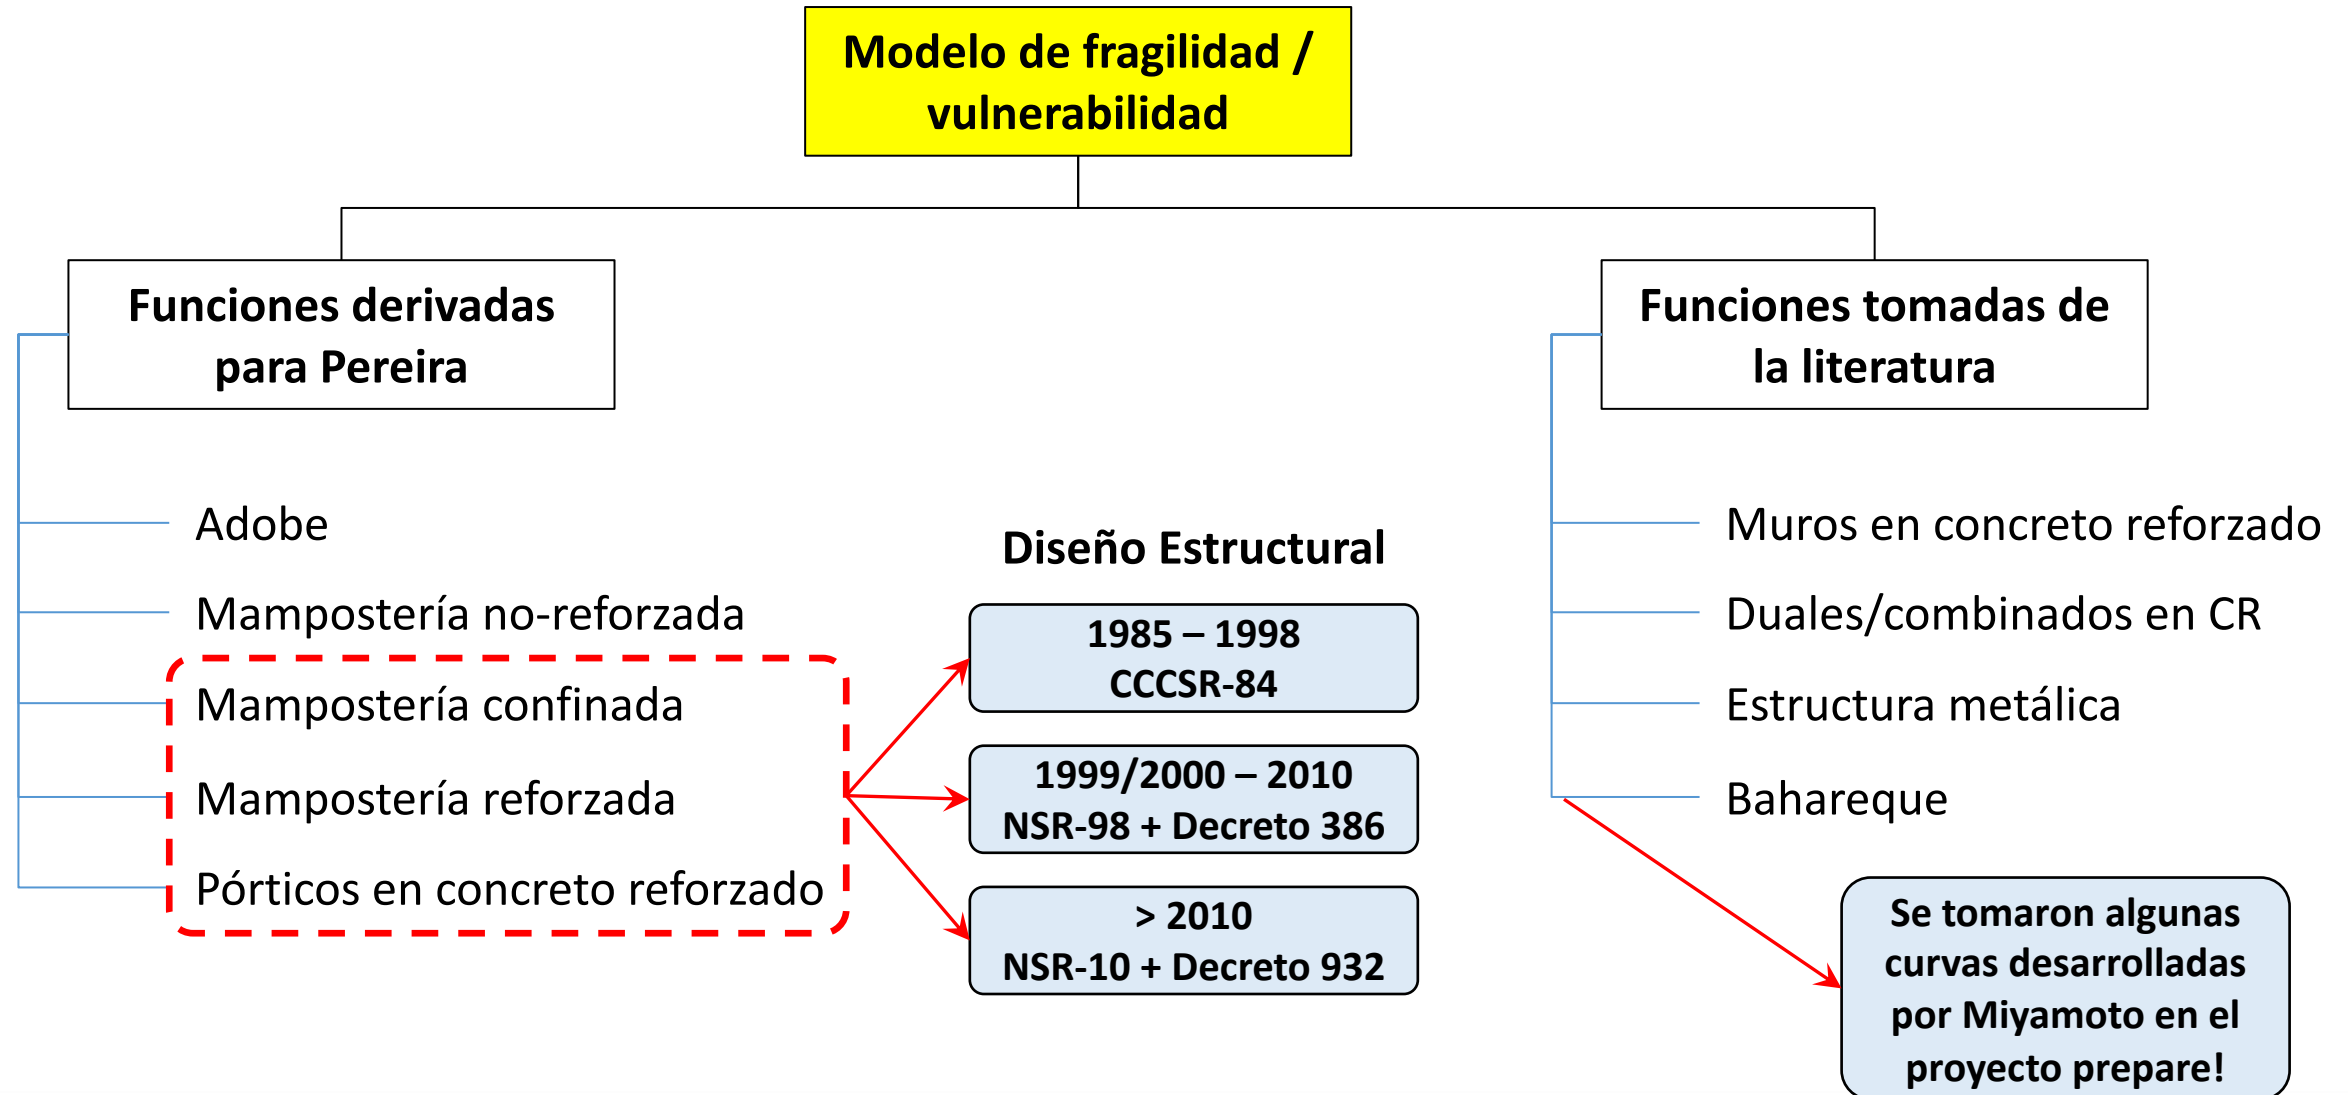 Modelo de fragilidad /
vulnerabilidad
Funciones derivadas
para Pereira
Adobe
Mampostería no-reforzada
Mampostería confinada
Mampostería reforzada
Pórticos en concreto reforzado
Diseño Estructural
1985 – 1998
CCCSR-84
1999/2000 – 2010
NSR-98 + Decreto 386
> 2010
NSR-10 + Decreto 932
Funciones tomadas de
la literatura
Muros en concreto reforzado
Duales/combinados en CR
Estructura metálica
Bahareque
Se tomaron algunas
curvas desarrolladas
por Miyamoto en el
proyecto prepare!